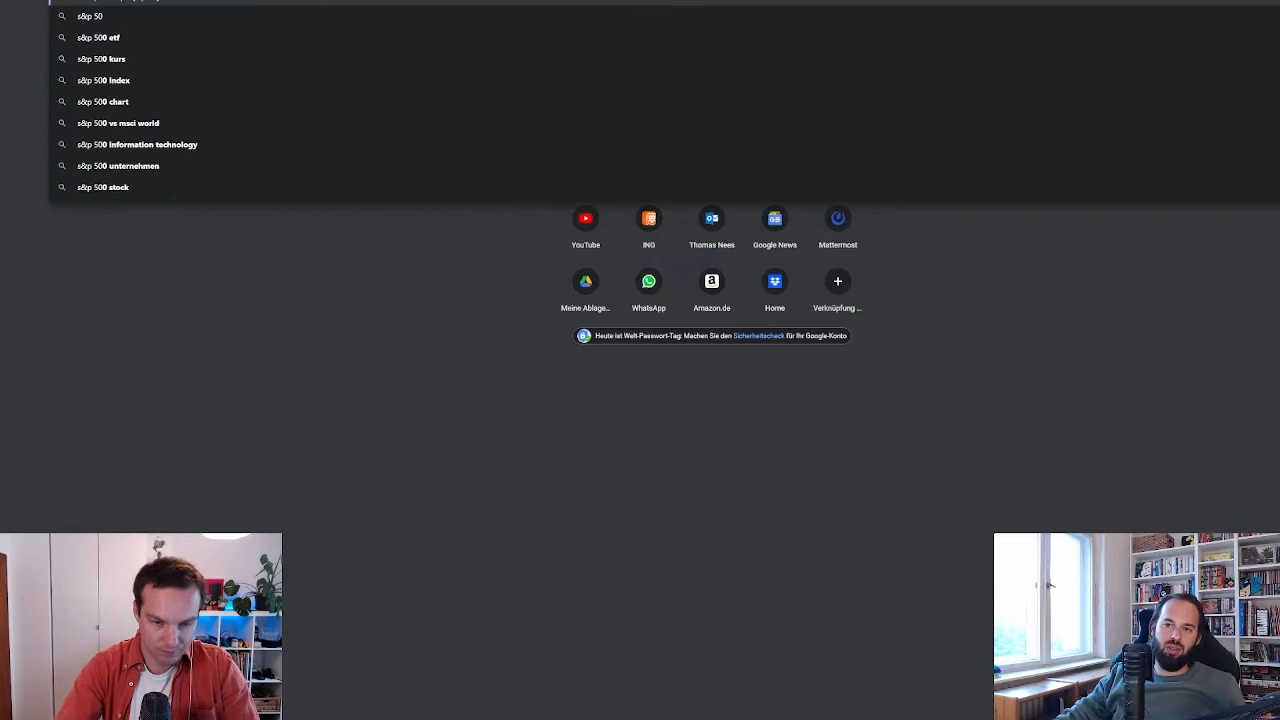 s&p 50
s&p 500 etf
s&p 500 kurs
s&p 500 index
s&p 500 chart
s&p 500 vs msci world
s&p 500 information technology
s&p 500 unternehmen
s&p 500 stock
YouTube
ING
Thomas Nees
Google News
Mattermost
Meine Ablage...
WhatsApp
Amazon.de
Home
Verknüpfung ...
Heute ist Welt-Passwort-Tag: Machen Sie den Sicherheitscheck für Ihr Google-Konto